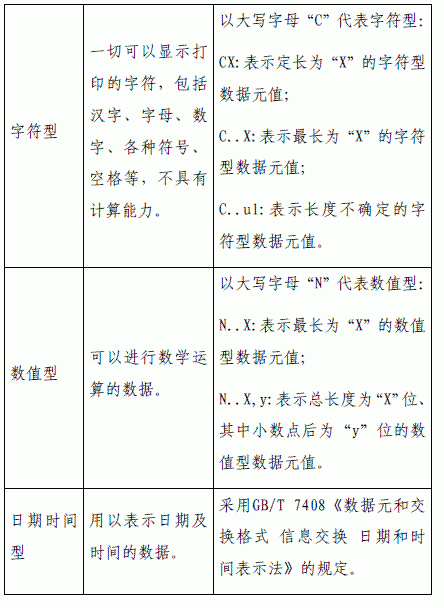 字符型
一切可以显示打
印的字符，包括
汉字、字母、数
字、各种符号、
空格等，不具有
计算能力。
以大写字母“C”代表字符型：
CX：表示定长为“X”的字符型
数据元值；
C..X：表示最长为“X”的字符
型数据元值；
C..ul：表示长度不确定的字
符型数据元值。
数值型
可以进行数学运
算的数据。
以大写字母“N”代表数值型：
N..X：表示最长为“X”的数值
型数据元值；
N..X,y：表示总长度为“X”位、
其中小数点后为“y”位的数
值型数据元值。
日期时间
型
用以表示日期及
时间的数据。
采用GB/T 7408《数据元和交
换格式 信息交换 日期和时
间表示法》的规定。